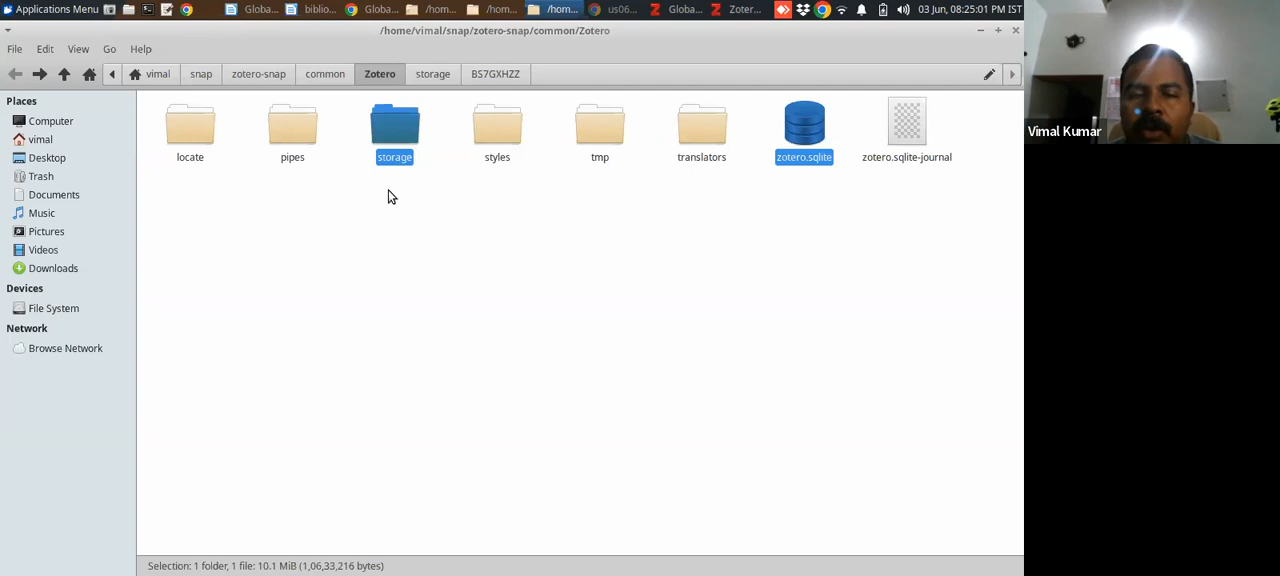 Applications Menu
Globa...
biblio...
Globa...
/hom...
/hom...
/hom...
us06...
Globa...
Zoter...
03 Jun, 08:25:01 PM IST
/home/vimal/snap/zotero-snap/common/Zotero
File Edit View Go Help
vimal snap zotero-snap common Zotero storage BS7GXHZZ
Places
Computer
vimal
Desktop
Trash
Documents
Music
Pictures
Videos
Downloads
Devices
File System
Network
Browse Network
locate pipes storage styles tmp translators zotero.sqlite zotero.sqlite-journal
Selection: 1 folder, 1 file: 10.1 MiB (1,06,33,216 bytes)
Vimal Kumar